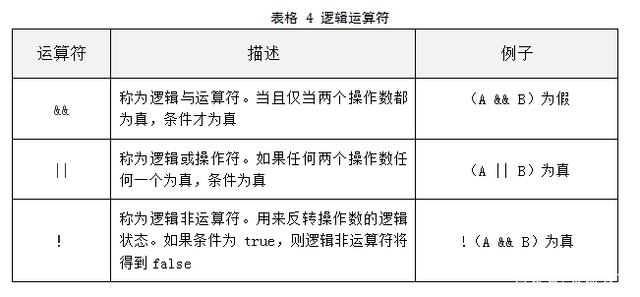 表格 4 逻辑运算符
运算符 描述 例子
&& 称为逻辑与运算符。当且仅当两个操作数都 (A && B）为假
为真，条件才为真
|| 称为逻辑或操作符。如果任何两个操作数任 (A || B）为真
何一个为真，条件为真
! 称为逻辑非运算符。用来反转操作数的逻辑
状态。如果条件为 true，则逻辑非运算符将 !（A && B）为真
得到false